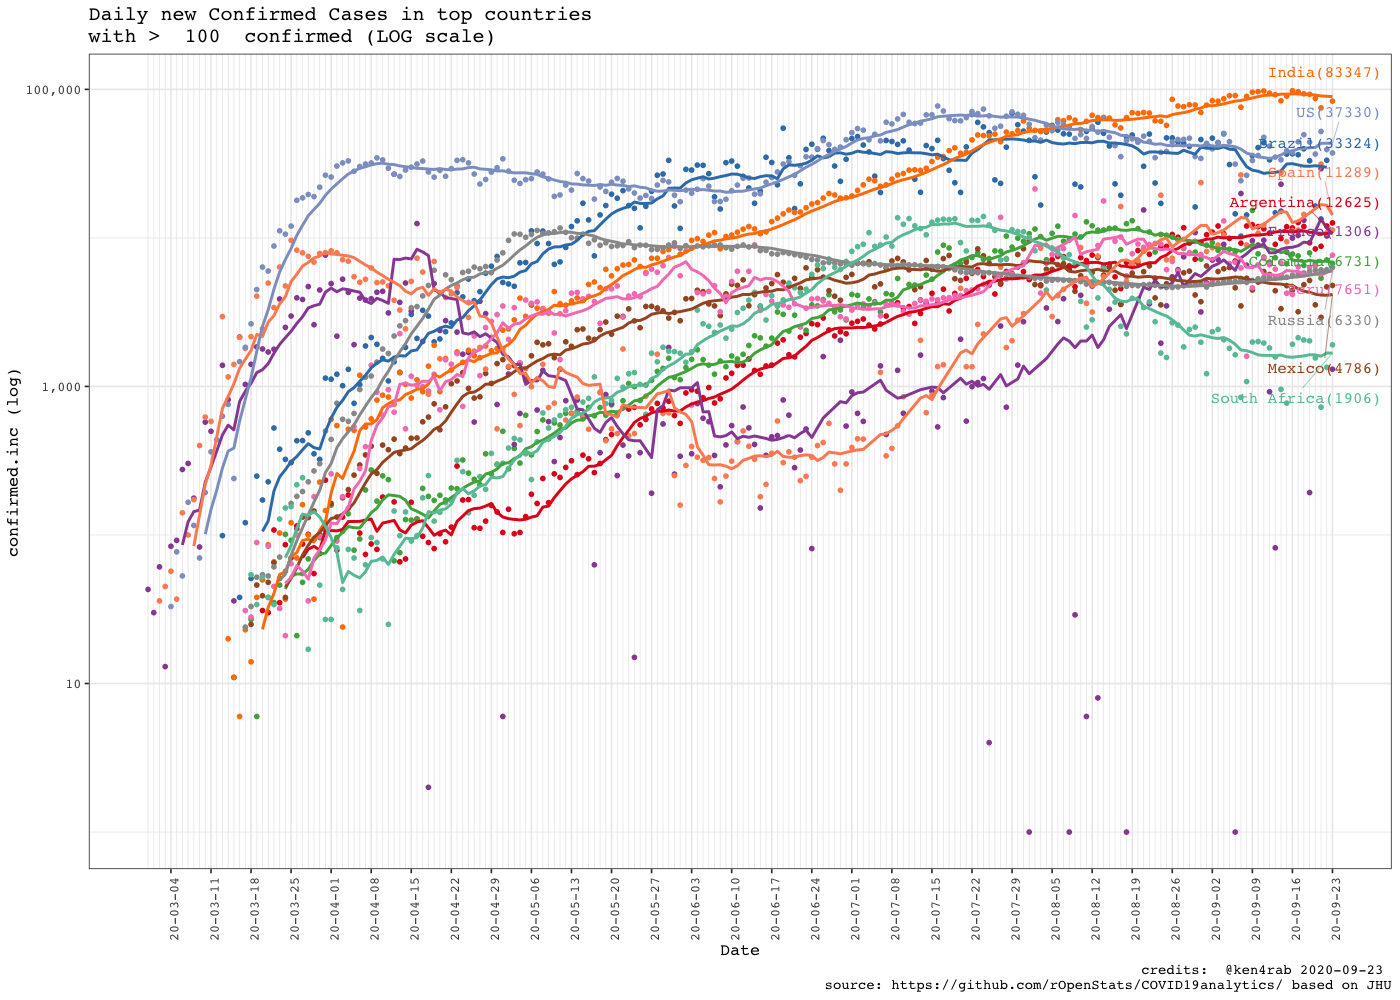 Daily new Confirmed Cases in top countries
with >  100  confirmed (LOG scale)
confirmed.inc (log)
100,000
1,000
10
India(83347)
US(37330)
Brazil(33324)
Spain(11289)
Argentina(12625)
Colombia(6731)
Russia(6330)
Mexico(4786)
South Africa(1906)
20-03-04
20-03-11
20-03-18
20-03-25
20-04-01
20-04-08
20-04-15
20-04-22
20-04-29
20-05-06
20-05-13
20-05-20
20-05-27
20-06-03
20-06-10
20-06-17
20-06-24
20-07-01
20-07-08
20-07-15
20-07-22
20-07-29
20-08-05
20-08-12
20-08-19
20-08-26
20-09-02
20-09-09
20-09-16
20-09-23
Date
credits:  @ken4rab 2020-09-23
source: https://github.com/rOpenStats/COVID19analytics/ based on JHU